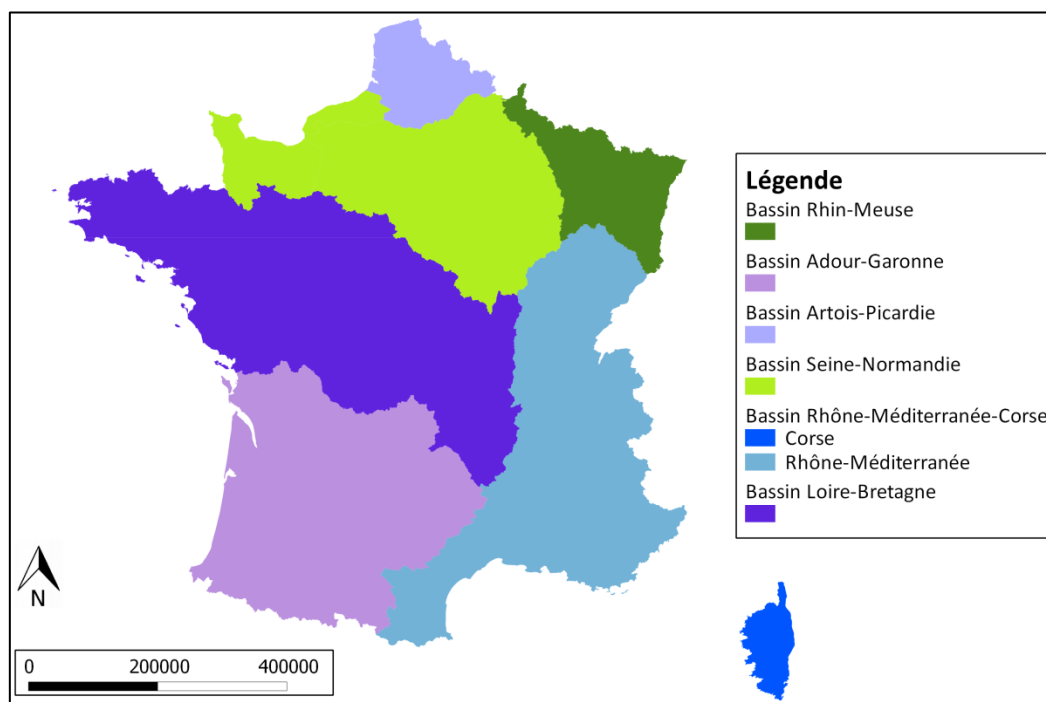 Légende
Bassin Rhin-Meuse
Bassin Adour-Garonne
Bassin Artois-Picardie
Bassin Seine-Normandie
Bassin Rhône-Méditerranée-Corse
Corse
Rhône-Méditerranée
Bassin Loire-Bretagne
N
0 200000 400000